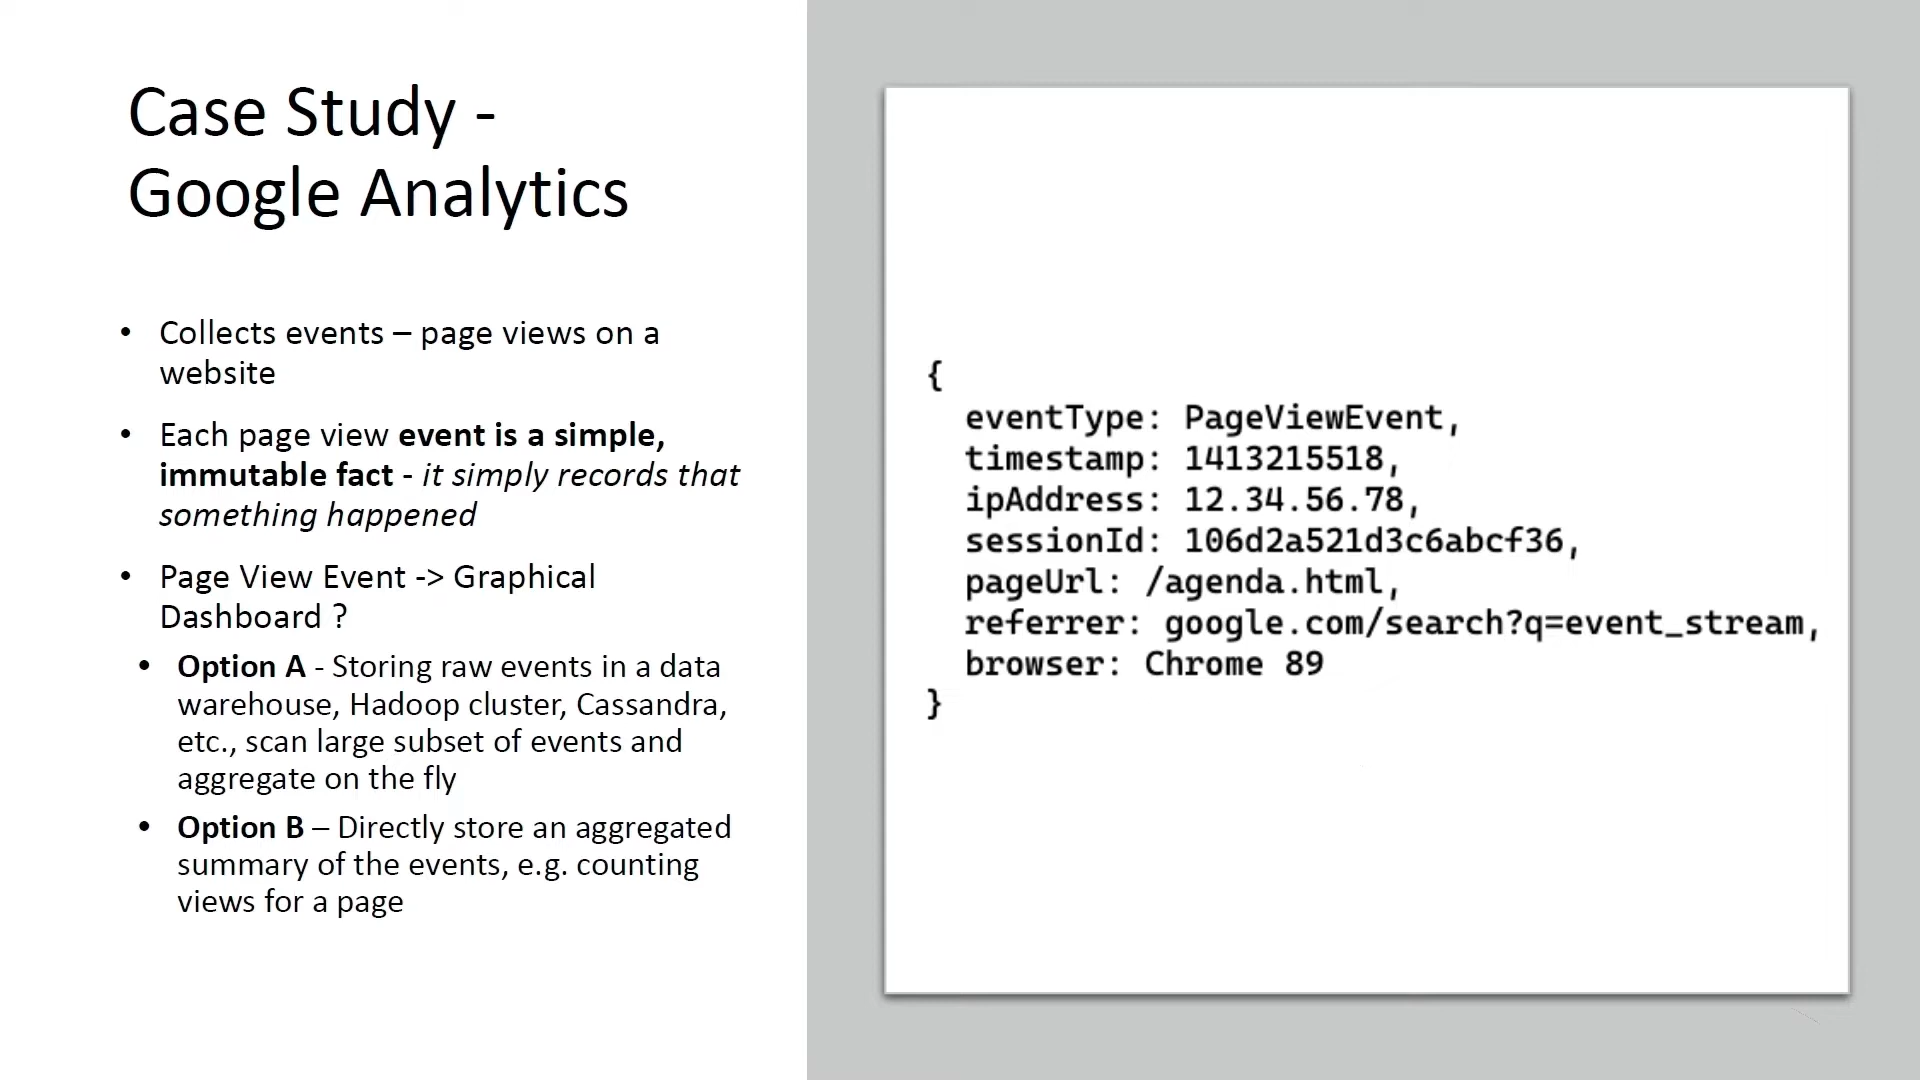 Case Study -
Google Analytics
• Collects events – page views on a
website
• Each page view event is a simple,
immutable fact - it simply records that
something happened
• Page View Event -> Graphical
Dashboard ?
• Option A - Storing raw events in a data
warehouse, Hadoop cluster, Cassandra,
etc., scan large subset of events and
aggregate on the fly
• Option B – Directly store an aggregated
summary of the events, e.g. counting
views for a page
{
eventType: PageViewEvent,
timestamp: 1413215518,
ipAddress: 12.34.56.78,
sessionId: 106d2a521d3c6abcf36,
pageUrl: /agenda.html,
referrer: google.com/search?q=event_stream,
browser: Chrome 89
}